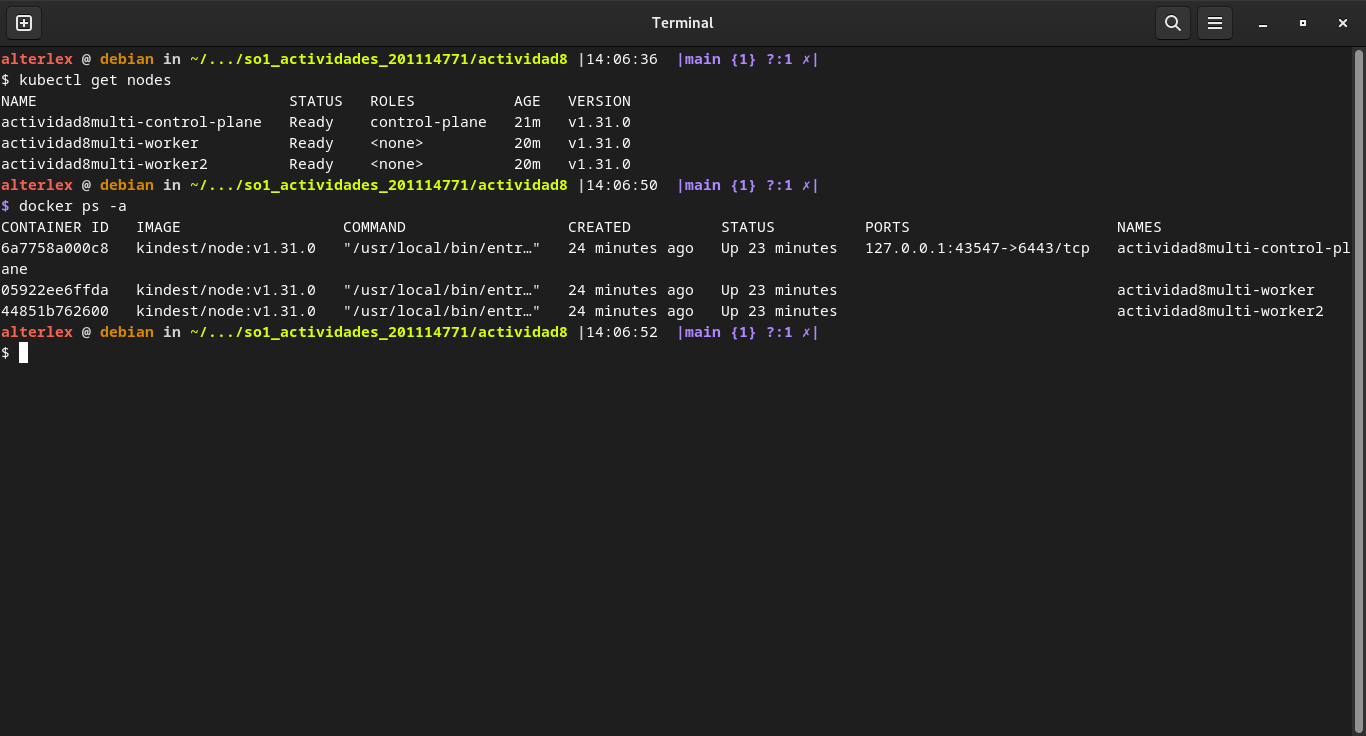 Terminal
alterlex @ debian in ~/.../so1_actividades_201114771/actividad8 |14:06:36  |main {1} ?:1 ✗|
$ kubectl get nodes
NAME                            STATUS   ROLES           AGE   VERSION
actividad8multi-control-plane   Ready    control-plane   21m   v1.31.0
actividad8multi-worker          Ready    <none>          20m   v1.31.0
actividad8multi-worker2         Ready    <none>          20m   v1.31.0
alterlex @ debian in ~/.../so1_actividades_201114771/actividad8 |14:06:50  |main {1} ?:1 ✗|
$ docker ps -a
CONTAINER ID   IMAGE                  COMMAND                  CREATED          STATUS          PORTS                       NAMES
6a7758a000c8   kindest/node:v1.31.0   "/usr/local/bin/entr…"   24 minutes ago   Up 23 minutes   127.0.0.1:43547->6443/tcp   actividad8multi-control-pl
ane
05922ee6ffda   kindest/node:v1.31.0   "/usr/local/bin/entr…"   24 minutes ago   Up 23 minutes                               actividad8multi-worker
44851b762600   kindest/node:v1.31.0   "/usr/local/bin/entr…"   24 minutes ago   Up 23 minutes                               actividad8multi-worker2
alterlex @ debian in ~/.../so1_actividades_201114771/actividad8 |14:06:52  |main {1} ?:1 ✗|
$